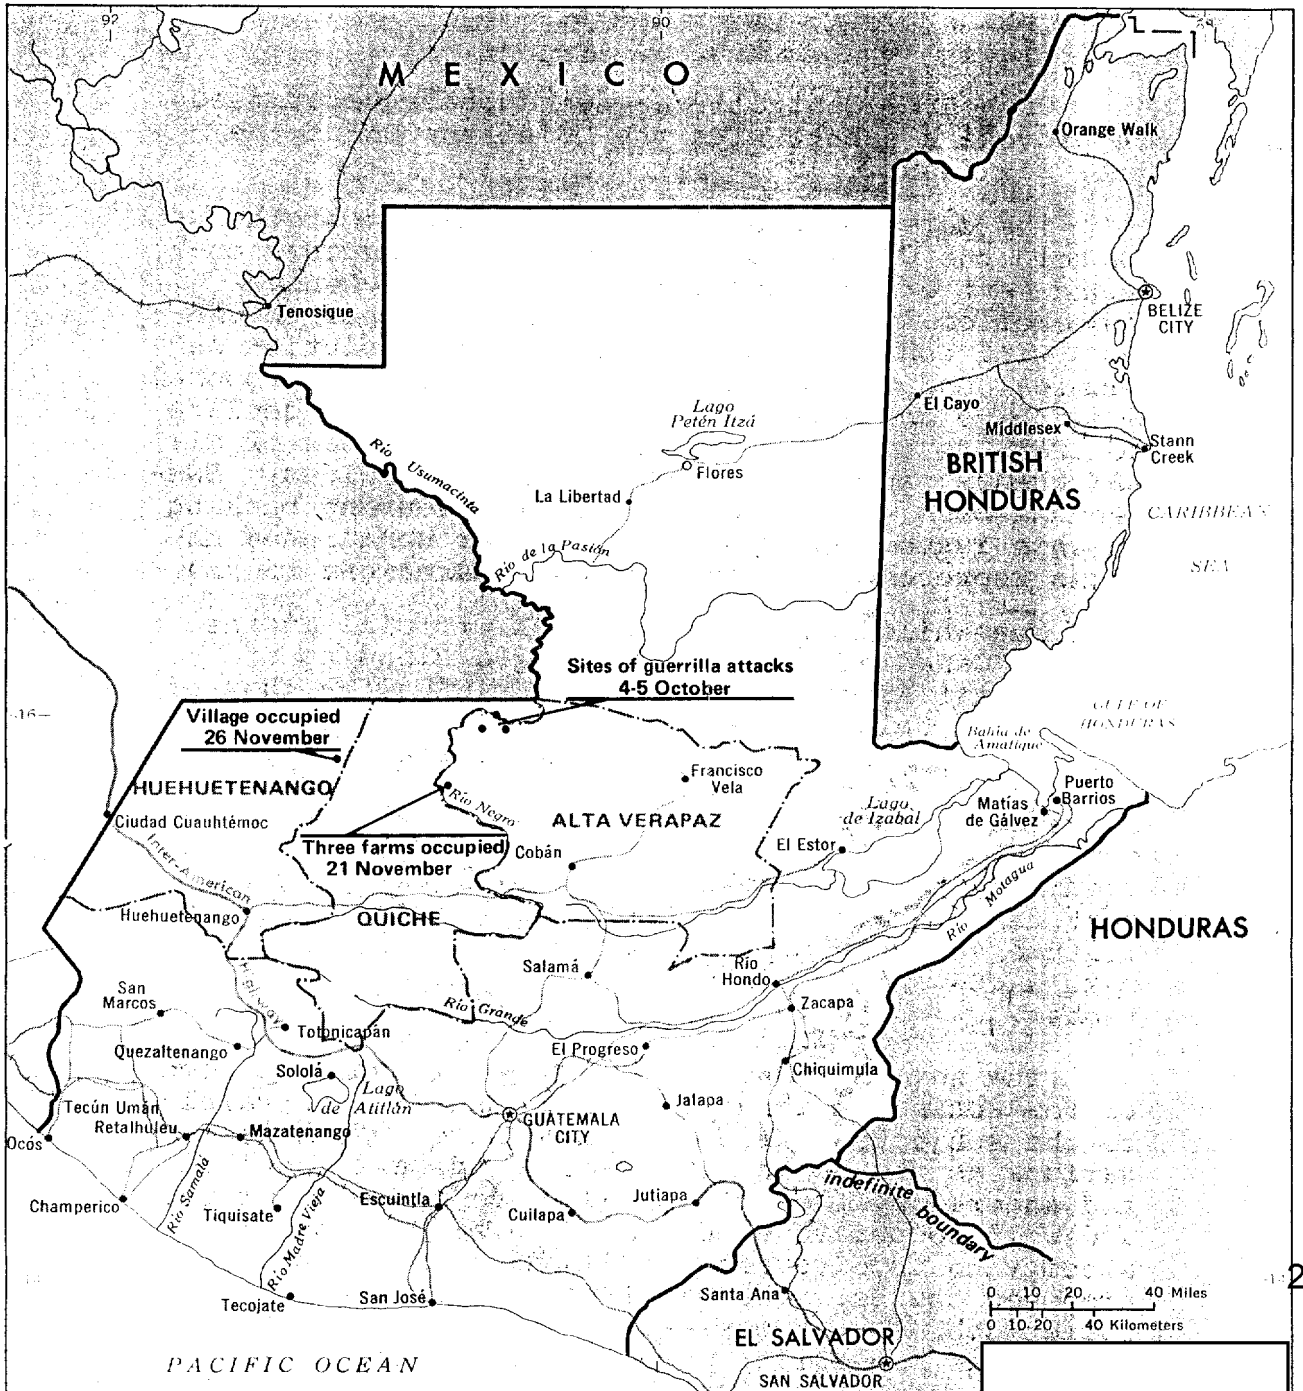 92
90
MEXICO
Orange Walk
Tenosique
BELIZE
CITY
El Cayo
Lago
Petén Itzá
Middlesex
Stann
Creek
Flores
BRITISH
HONDURAS
Río Usumacinta
La Libertad
CARIBBEAN
SEA
Río de la Pasión
Sites of guerrilla attacks
4-5 October
16
Village occupied
26 November
GULF OF
HONDURAS
Bahía de
Amatique
HUEHUETENANGO
Francisco
Vela
Puerto
Barrios
Río Negro
Lago
de Izabal
Matías
de Gálvez
Ciudad Cuauhtémoc
ALTA VERAPAZ
Three farms occupied
21 November
Cobán
El Estor
Inter-American
Highway
Huehuetenango
QUICHE
Río Motagua
HONDURAS
Salamá
Río
Hondo
San
Marcos
Río Grande
Zacapa
Totonicapán
Quezaltenango
El Progreso
Chiquimula
Sololá
Lago
de Atitlán
Jalapa
Tecún Umán
Retalhuleu
Mazatenango
GUATEMALA
CITY
Ocós
Champerico
Río Samala
Tiquisate
Río Madre Vieja
Escuintla
Cuilapa
Jutiapa
indefinite
boundary
Tecojate
San José
Santa Ana
2
0 10 20 40 Miles
0 10 20 40 Kilometers
EL SALVADOR
PACIFIC OCEAN
SAN SALVADOR